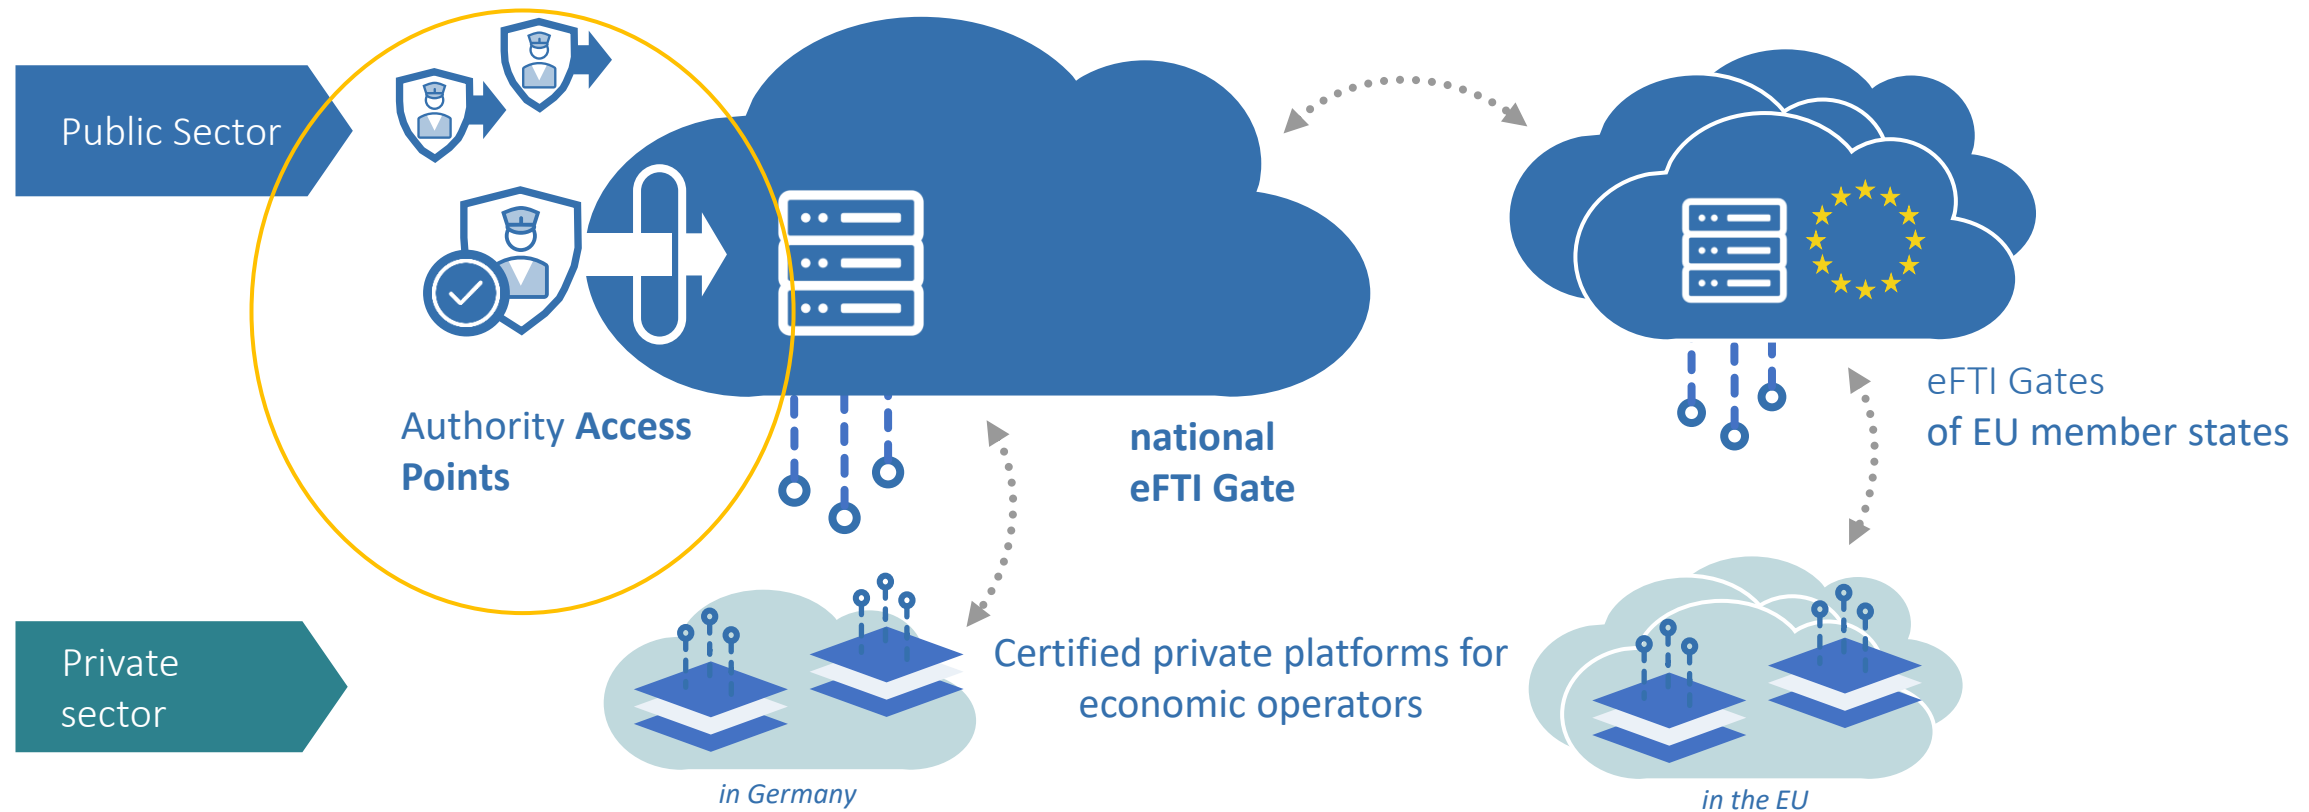 Public Sector
Authority Access
Points
national
eFTI Gate
eFTI Gates
of EU member states
Private
sector
Certified private platforms for
economic operators
in Germany
in the EU